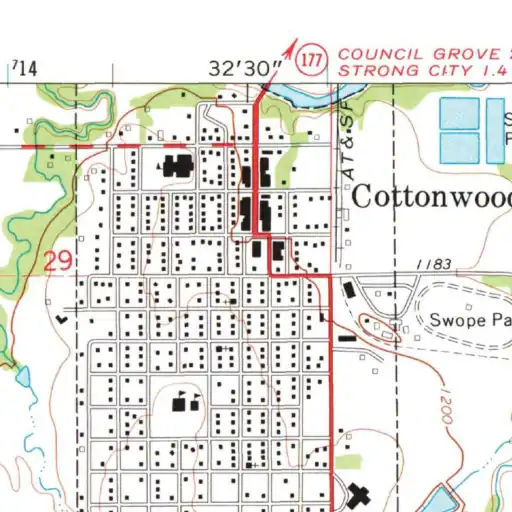 714
32'30"
177
COUNCIL GROVE
STRONG CITY 1.4
AT & SF
Cottonwood
29
1183
Swope Pa
1200